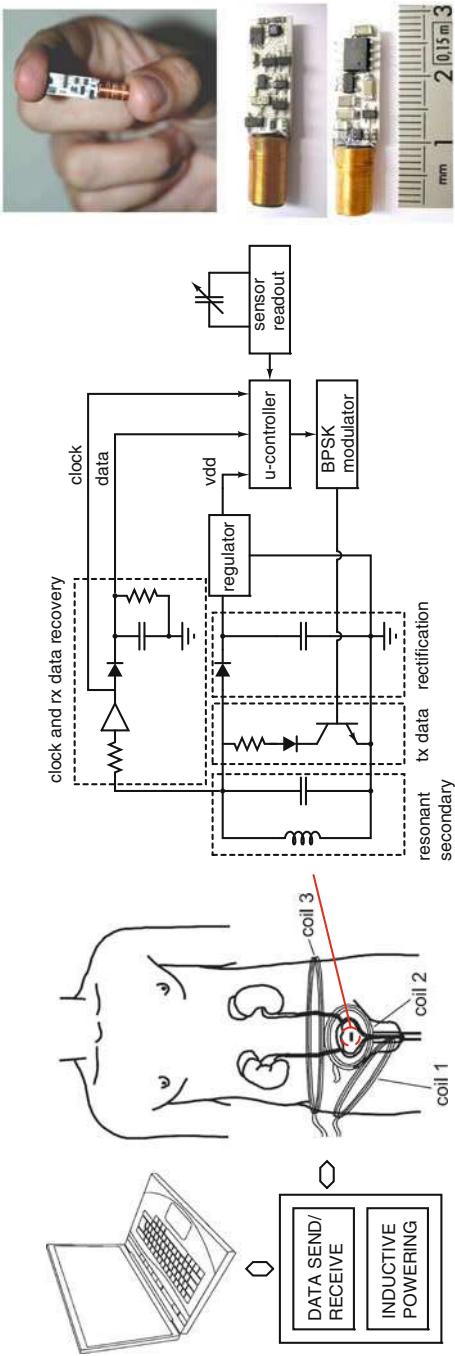 DATA SEND/
RECEIVE
INDUCTIVE
POWERING
coil 1
coil 2
coil 3
resonant
secondary
tx data
rectification
clock and rx data recovery
clock
data
vdd
regulator
u-controller
BPSK
modulator
sensor
readout
mm 1 2 0,15 m 3